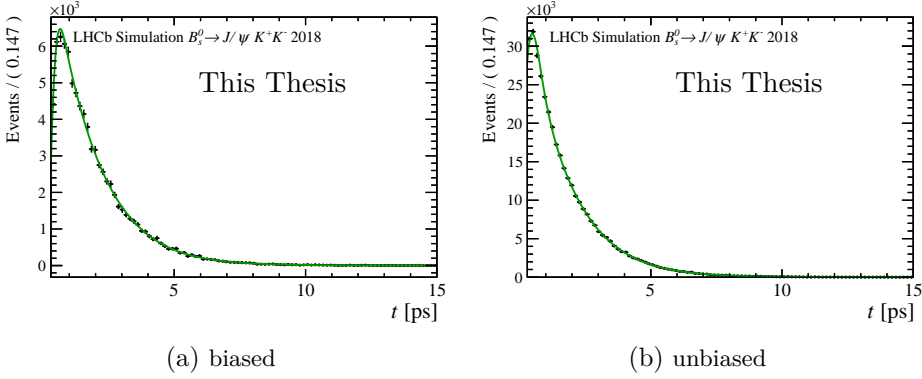 ×10³
LHCb Simulation B⁰ₛ → J/ψ K⁺K⁻ 2018
This Thesis
Events / ( 0.147 )
6
5
4
3
2
1
0
5
10
15
t [ps]
(a) biased
×10³
LHCb Simulation B⁰ₛ → J/ψ K⁺K⁻ 2018
This Thesis
Events / ( 0.147 )
30
25
20
15
10
5
0
5
10
15
t [ps]
(b) unbiased